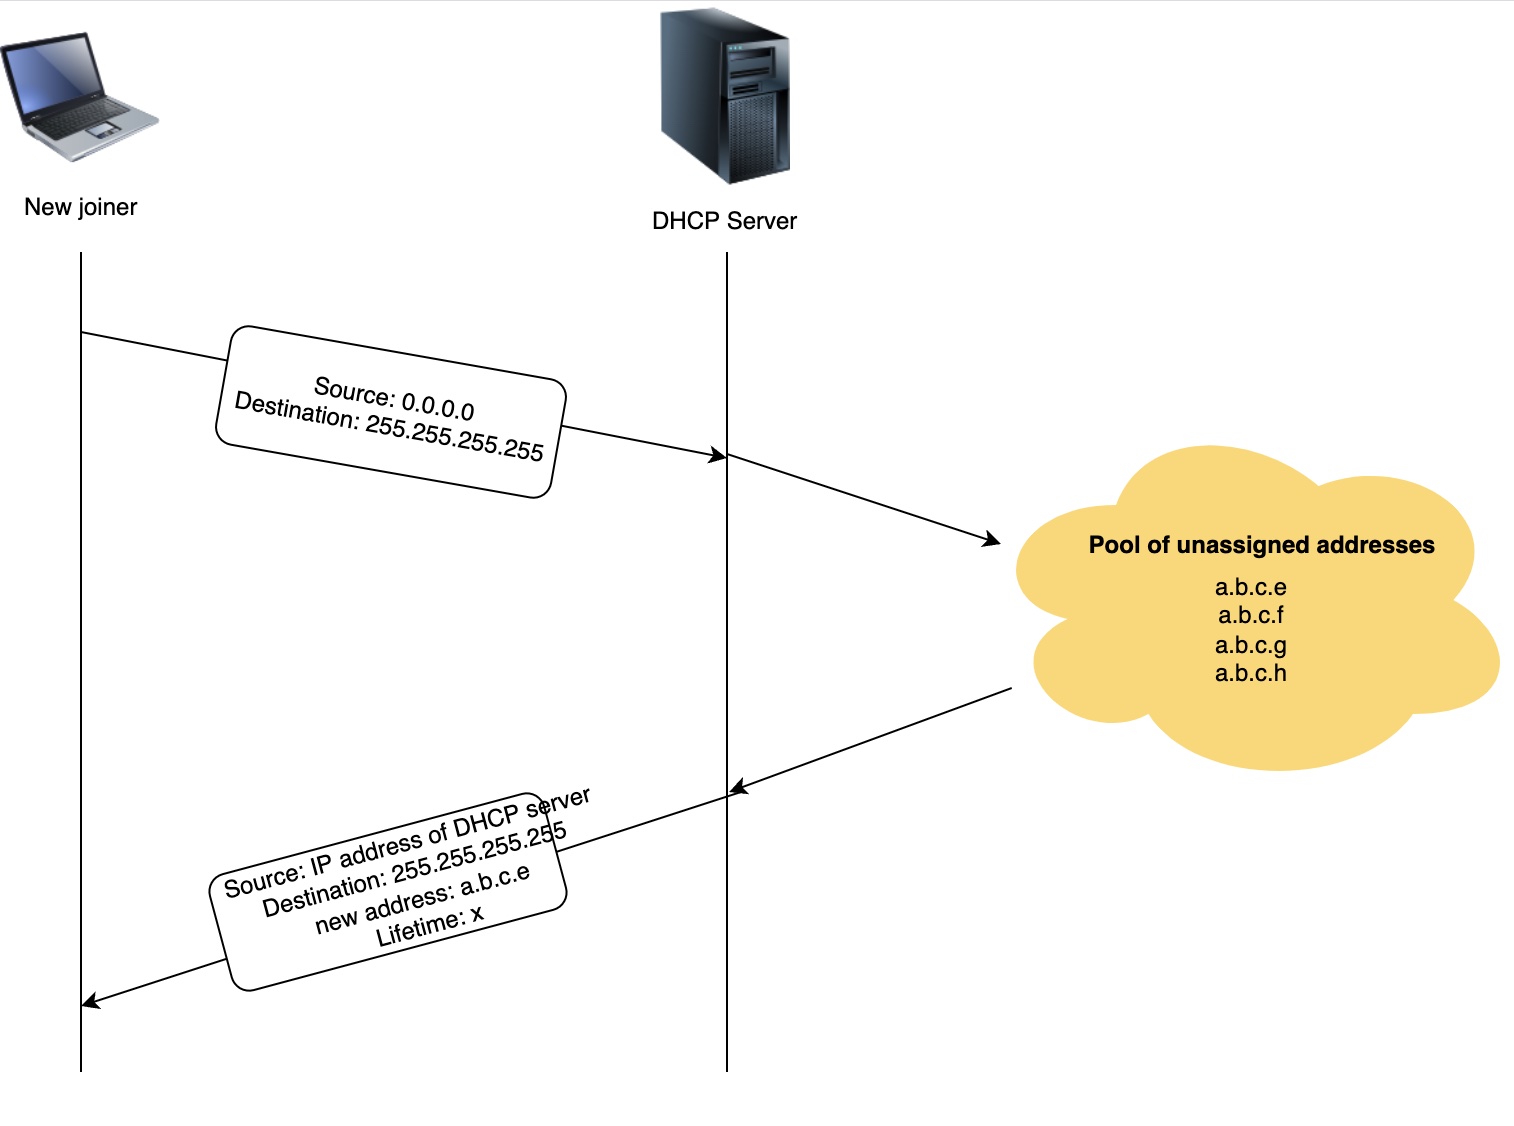 New joiner
DHCP Server
Source: 0.0.0.0
Destination: 255.255.255.255
Pool of unassigned addresses
a.b.c.e
a.b.c.f
a.b.c.g
a.b.c.h
Source: IP address of DHCP server
Destination: 255.255.255.255
new address: a.b.c.e
Lifetime: x